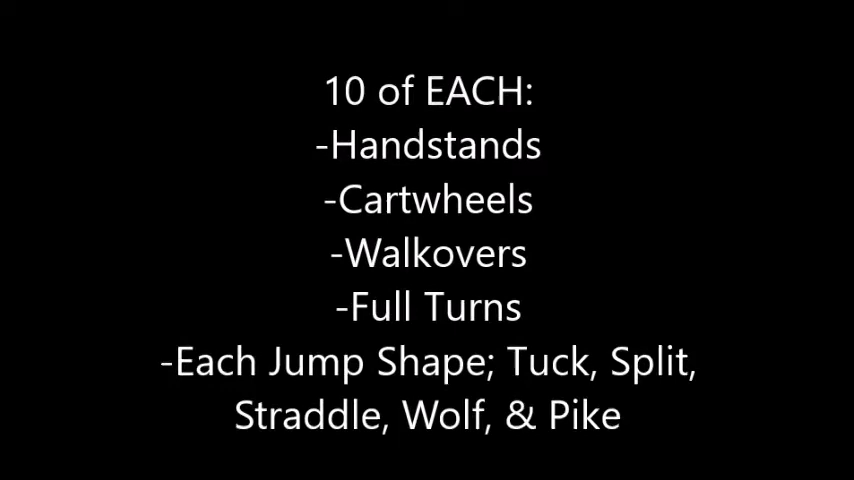 10 of EACH:
-Handstands
-Cartwheels
-Walkovers
-Full Turns
-Each Jump Shape; Tuck, Split,
Straddle, Wolf, & Pike